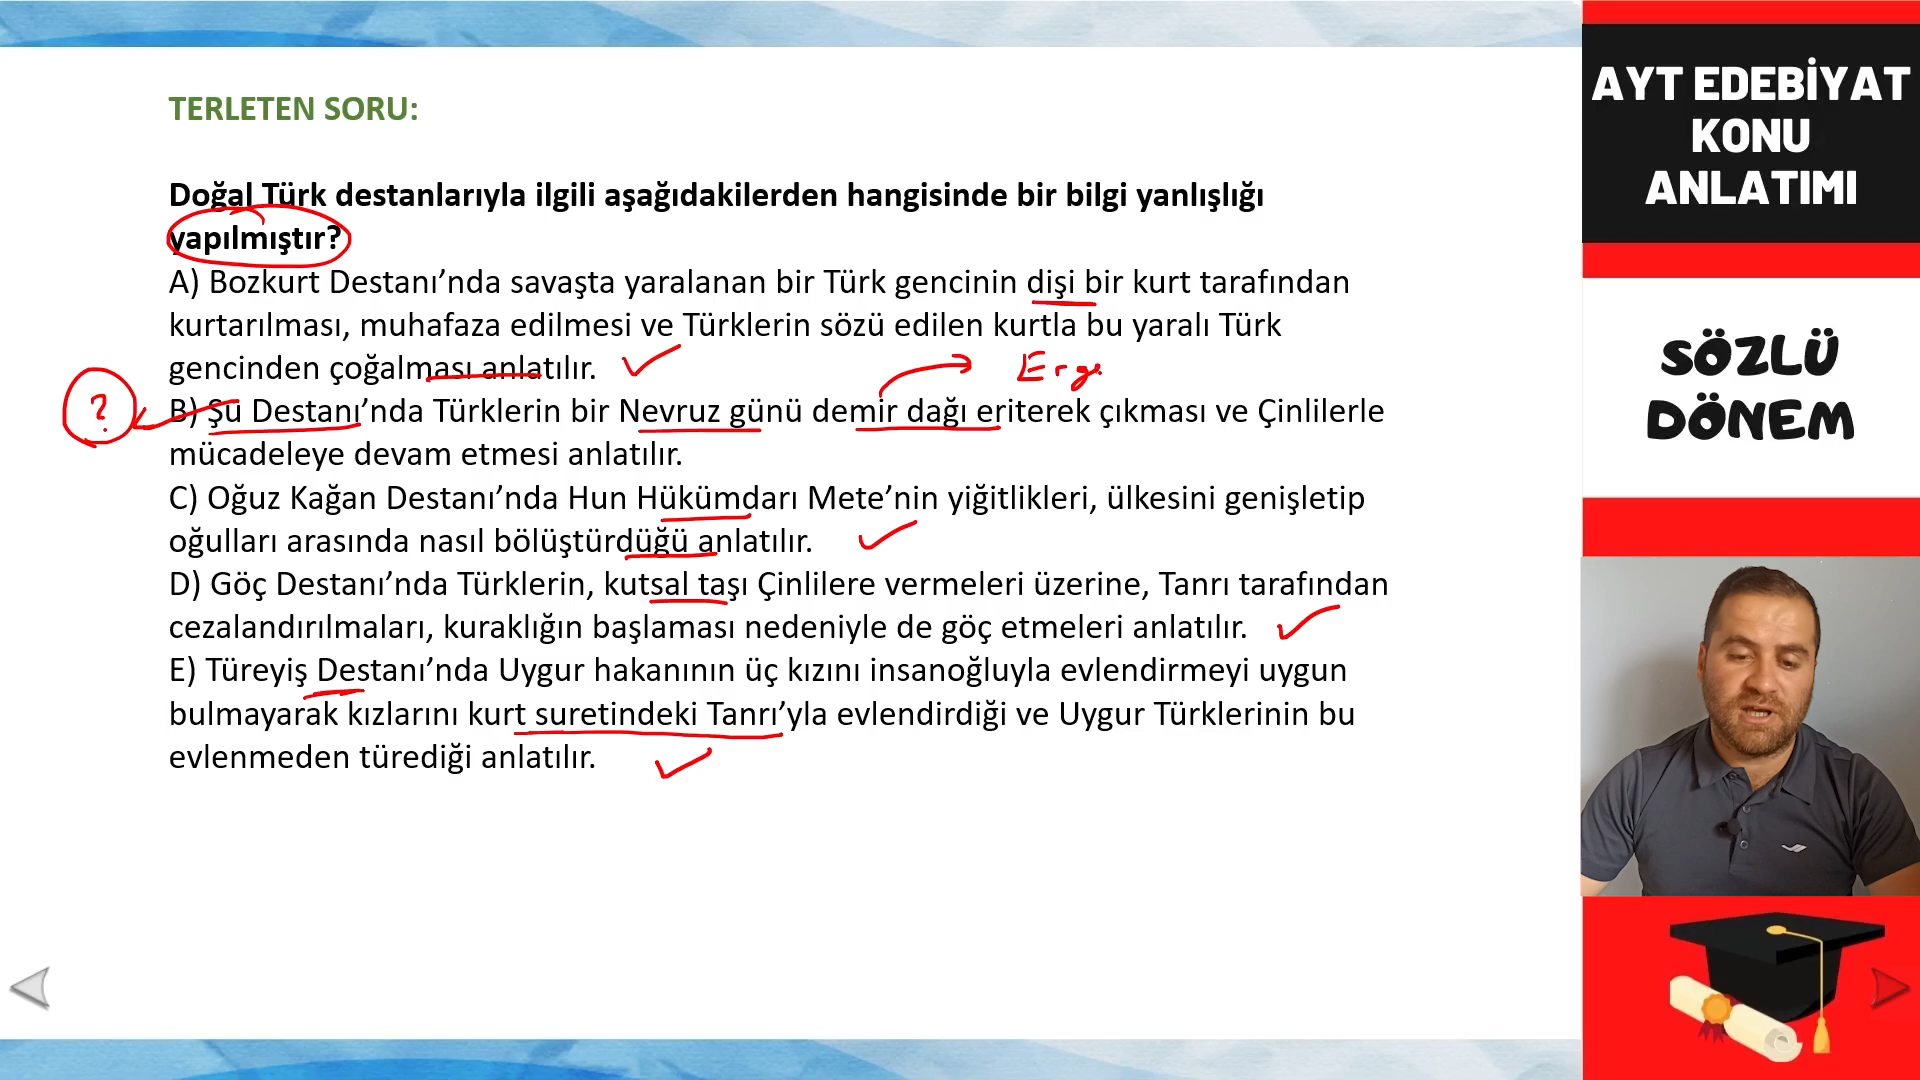 TERLETEN SORU:
Doğal Türk destanlarıyla ilgili aşağıdakilerden hangisinde bir bilgi yanlışlığı
yapılmıştır?
A) Bozkurt Destanı’nda savaşta yaralanan bir Türk gencinin dişi bir kurt tarafından
kurtarılması, muhafaza edilmesi ve Türklerin sözü edilen kurtla bu yaralı Türk
gencinden çoğalması anlatılır.
Erge
?
B) Şu Destanı’nda Türklerin bir Nevruz günü demir dağı eriterek çıkması ve Çinlilerle
mücadeleye devam etmesi anlatılır.
C) Oğuz Kağan Destanı’nda Hun Hükümdarı Mete’nin yiğitlikleri, ülkesini genişletip
oğulları arasında nasıl bölüştürdüğü anlatılır.
D) Göç Destanı’nda Türklerin, kutsal taşı Çinlilere vermeleri üzerine, Tanrı tarafından
cezalandırılmaları, kuraklığın başlaması nedeniyle de göç etmeleri anlatılır.
E) Türeyiş Destanı’nda Uygur hakanının üç kızını insanoğluyla evlendirmeyi uygun
bulmayarak kızlarını kurt suretindeki Tanrı’yla evlendirdiği ve Uygur Türklerinin bu
evlenmeden türediği anlatılır.
AYT EDEBİYAT
KONU
ANLATIMI
SÖZLÜ
DÖNEM